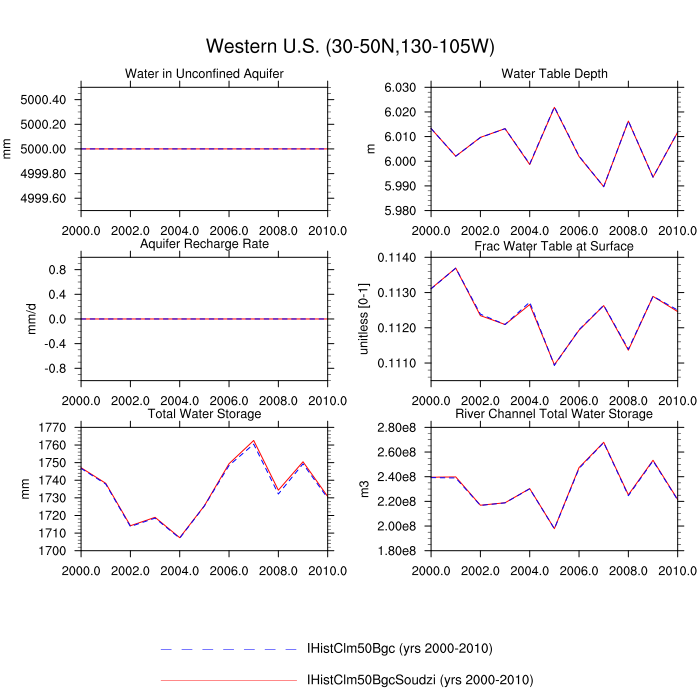 Western U.S. (30-50N,130-105W)
Water in Unconfined Aquifer
mm
5000.40
5000.20
5000.00
4999.80
4999.60
2000.0 2002.0 2004.0 2006.0 2008.0 2010.0
Water Table Depth
m
6.030
6.020
6.010
6.000
5.990
5.980
2000.0 2002.0 2004.0 2006.0 2008.0 2010.0
Aquifer Recharge Rate
mm/d
0.8
0.4
0.0
-0.4
-0.8
2000.0 2002.0 2004.0 2006.0 2008.0 2010.0
Frac Water Table at Surface
unitless [0-1]
0.1140
0.1130
0.1120
0.1110
2000.0 2002.0 2004.0 2006.0 2008.0 2010.0
Total Water Storage
mm
1770
1760
1750
1740
1730
1720
1710
1700
2000.0 2002.0 2004.0 2006.0 2008.0 2010.0
River Channel Total Water Storage
m3
2.80e8
2.60e8
2.40e8
2.20e8
2.00e8
1.80e8
2000.0 2002.0 2004.0 2006.0 2008.0 2010.0
IHistClm50Bgc (yrs 2000-2010)
IHistClm50BgcSoudzi (yrs 2000-2010)